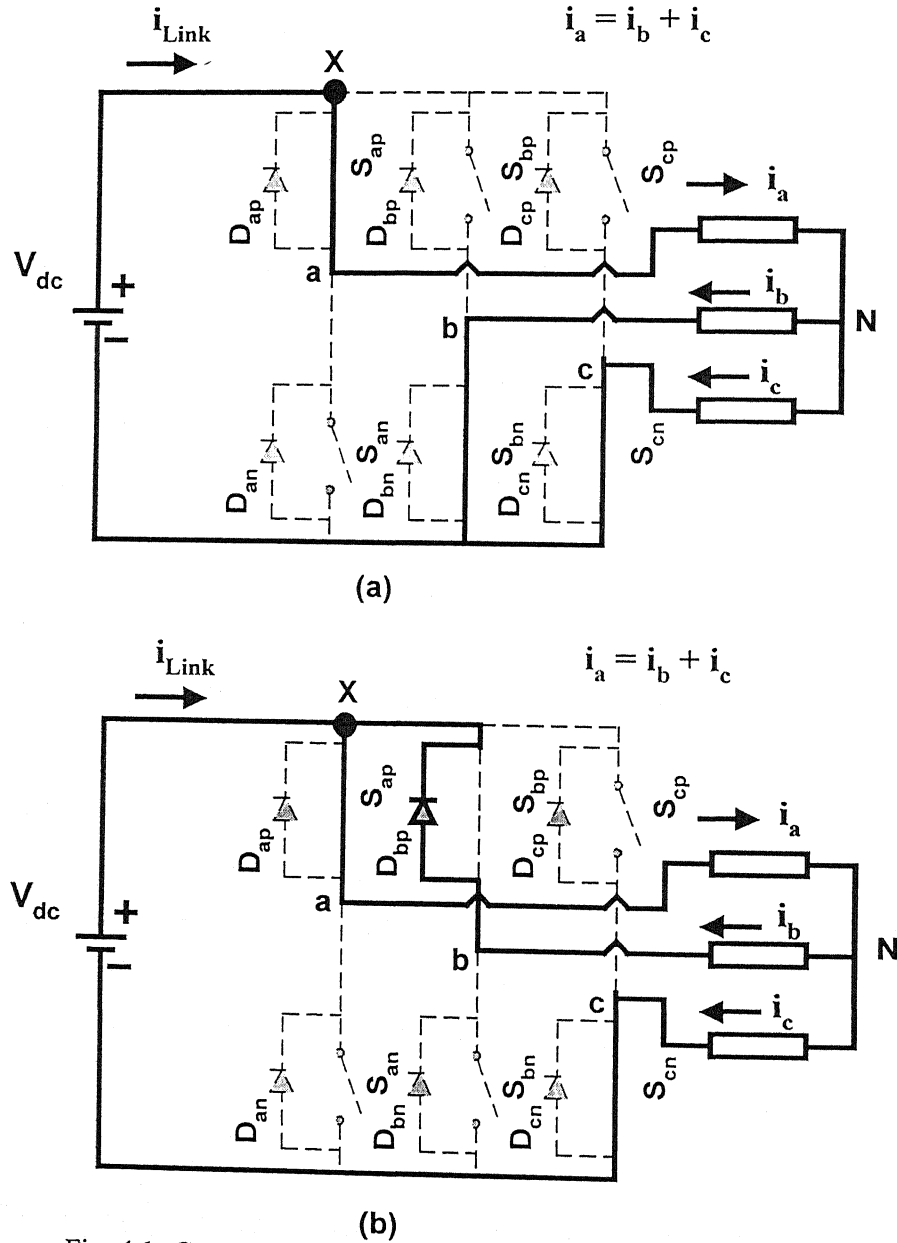 i_Link
i_a = i_b + i_c
X
S_ap
S_bp
S_cp
i_a
D_ap
D_bp
D_cp
V_dc
+
a
i_b
−
b
N
c
i_c
S_an
S_bn
S_cn
D_an
D_bn
D_cn
(a)
i_Link
i_a = i_b + i_c
X
S_ap
S_bp
S_cp
i_a
D_ap
D_bp
D_cp
V_dc
+
a
i_b
−
b
N
c
i_c
S_an
S_bn
S_cn
D_an
D_bn
D_cn
(b)